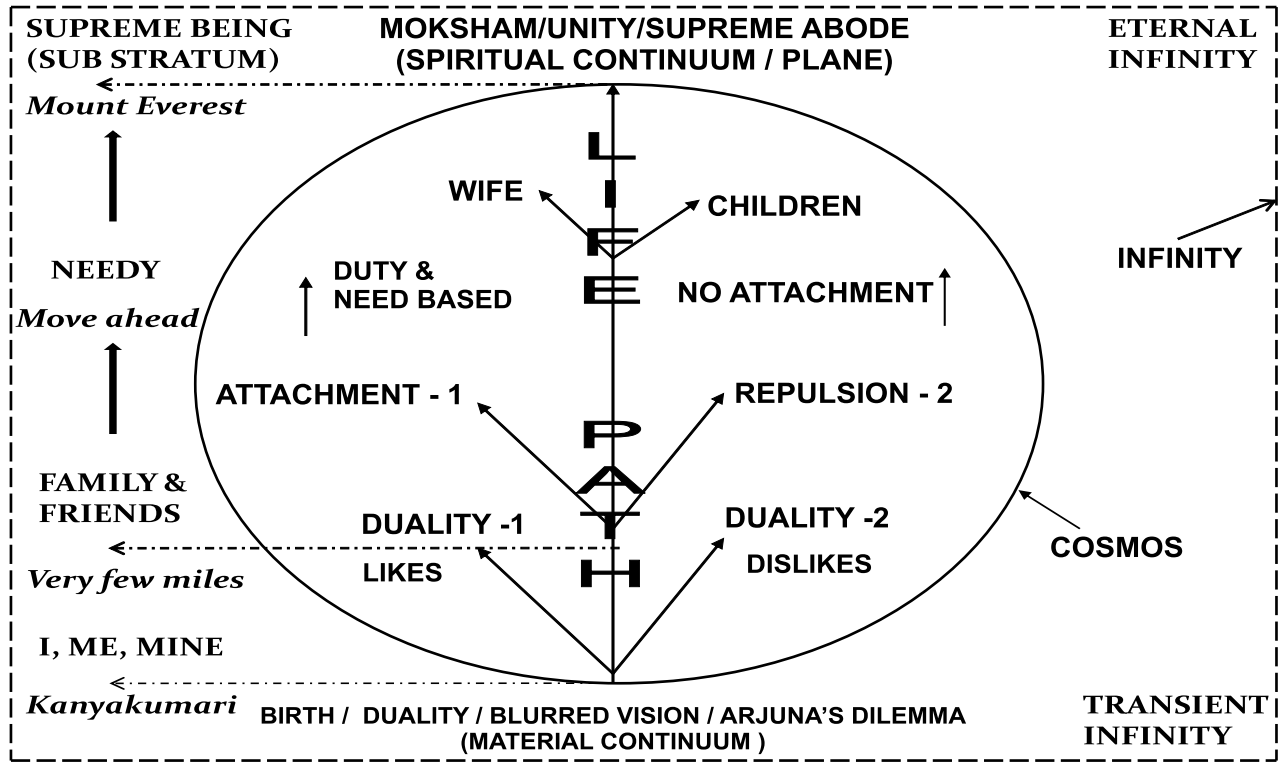 SUPREME BEING
(SUB STRATUM)
MOKSHAM/UNITY/SUPREME ABODE
(SPIRITUAL CONTINUUM / PLANE)
ETERNAL
INFINITY
Mount Everest
LIFE PATH
WIFE
CHILDREN
INFINITY
NEEDY
DUTY &
NEED BASED
NO ATTACHMENT
Move ahead
ATTACHMENT - 1
REPULSION - 2
FAMILY &
FRIENDS
DUALITY -1
DUALITY -2
LIKES
DISLIKES
COSMOS
Very few miles
I, ME, MINE
Kanyakumari
BIRTH / DUALITY / BLURRED VISION / ARJUNA'S DILEMMA
(MATERIAL CONTINUUM )
TRANSIENT
INFINITY